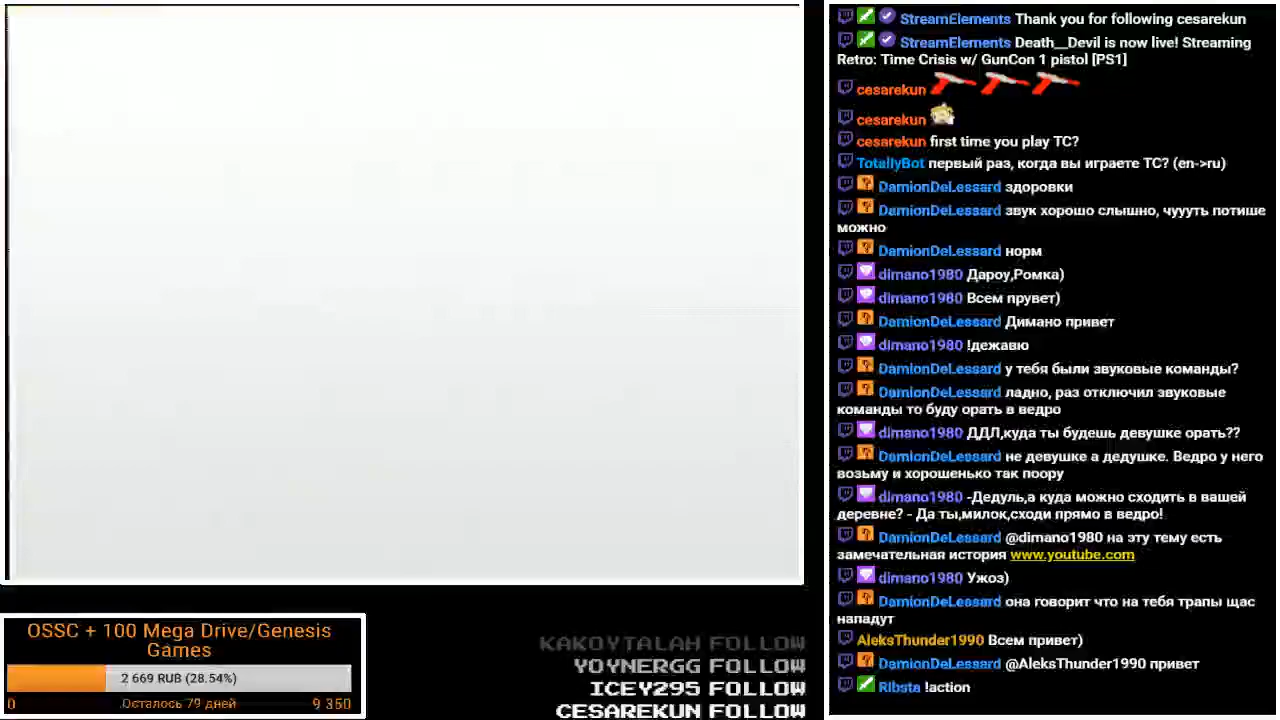 StreamElements Thank you for following cesarekun
StreamElements Death__Devil is now live! Streaming
Retro: Time Crisis w/ GunCon 1 pistol [PS1]
cesarekun
cesarekun
cesarekun first time you play TC?
TotallyBot первый раз, когда вы играете ТС? (en->ru)
DamionDeLessard здоровки
DamionDeLessard звук хорошо слышно, чуууть потише
можно
DamionDeLessard норм
dimano1980 Дароу,Ромка)
dimano1980 Всем прувет)
DamionDeLessard Димано привет
dimano1980 !дежавю
DamionDeLessard у тебя были звуковые команды?
DamionDeLessard ладно, раз отключил звуковые
команды то буду орать в ведро
dimano1980 ДДЛ,куда ты будешь девушке орать??
DamionDeLessard не девушке а дедушке. Ведро у него
возьму и хорошенько так поору
dimano1980 -Дедуль,а куда можно сходить в вашей
деревне? - Да ты,милок,сходи прямо в ведро!
DamionDeLessard @dimano1980 на эту тему есть
замечательная история www.youtube.com
dimano1980 Ужоз)
DamionDeLessard она говорит что на тебя трапы щас
нападут
AleksThunder1990 Всем привет)
DamionDeLessard @AleksThunder1990 привет
Ribsta !action
OSSC + 100 Mega Drive/Genesis
Games
2 669 RUB (28.54%)
0 Осталось 79 дней 9 350
KAKOYTALAH FOLLOW
YOYNERGG FOLLOW
ICEY295 FOLLOW
CESAREKUN FOLLOW